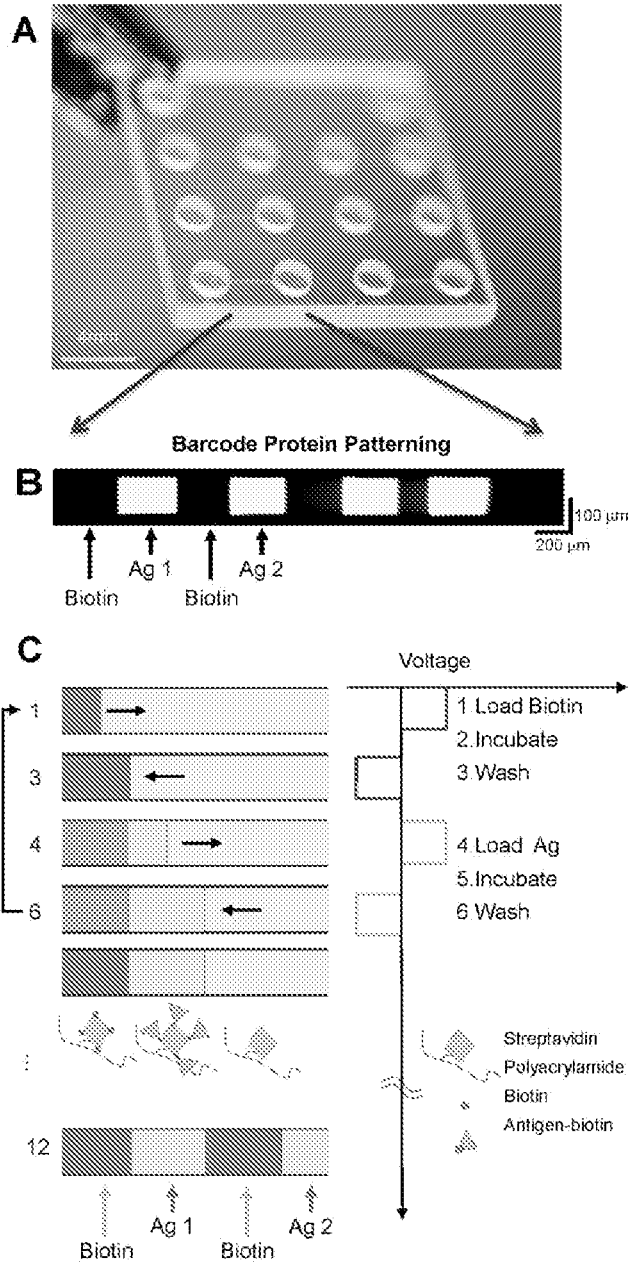 A
Barcode Protein Patterning
B
100 μm
200 μm
Ag 1
Ag 2
Biotin
Biotin
C
Voltage
1
1.Load Biotin
2.Incubate
3
3.Wash
4
4.Load Ag
5.Incubate
6
6.Wash
Streptavidin
Polyacrylamide
Biotin
Antigen-biotin
12
Ag 1
Ag 2
Biotin
Biotin